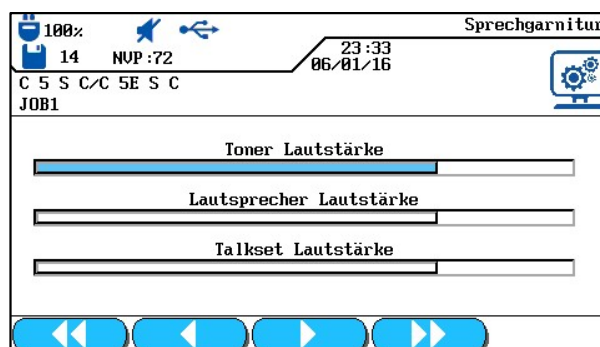 100% Sprechgarnitur
14 NVP:72 23:33
06/01/16
C 5 S C/C 5E S C
JOB1
Toner Lautstärke
Lautsprecher Lautstärke
Talkset Lautstärke